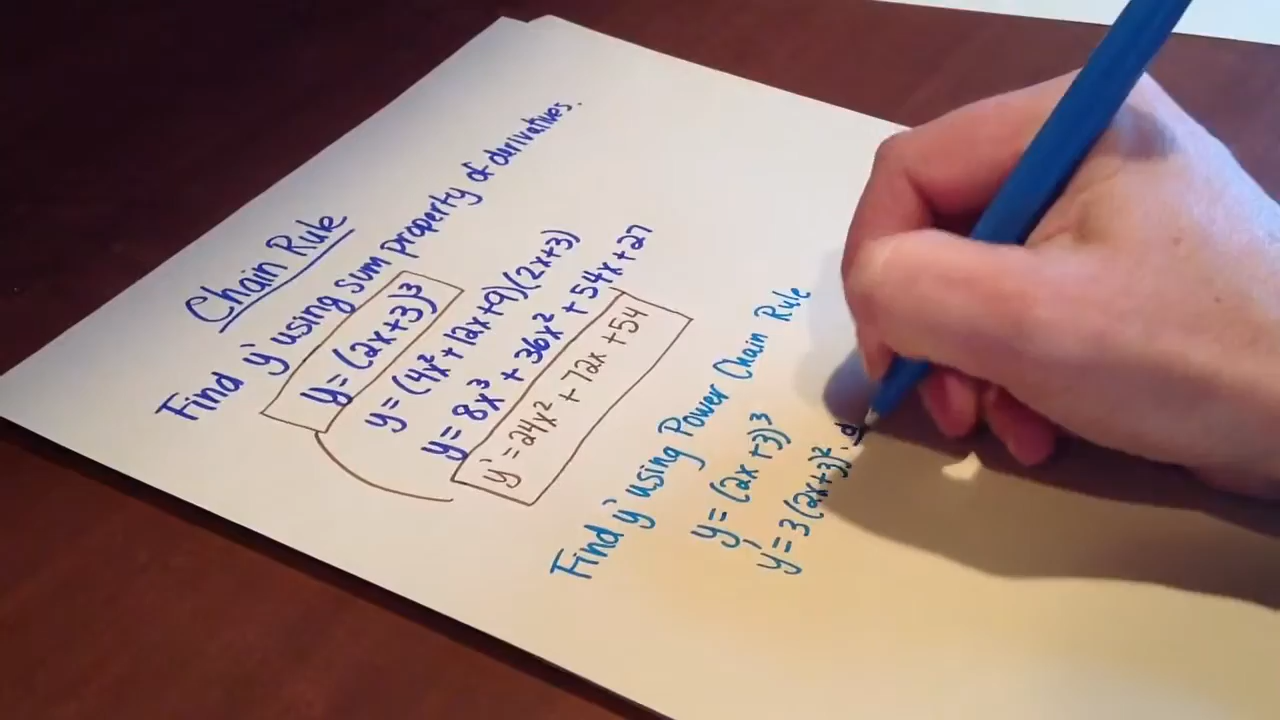 Chain Rule
Find y' using sum property of derivatives.
y = (2x+3)³
y = (4x²+12x+9)(2x+3)
y = 8x³ + 36x² + 54x + 27
y' = 24x² + 72x + 54
Find y' using Power Chain Rule
y = (2x+3)³
y' = 3(2x+3)² · d